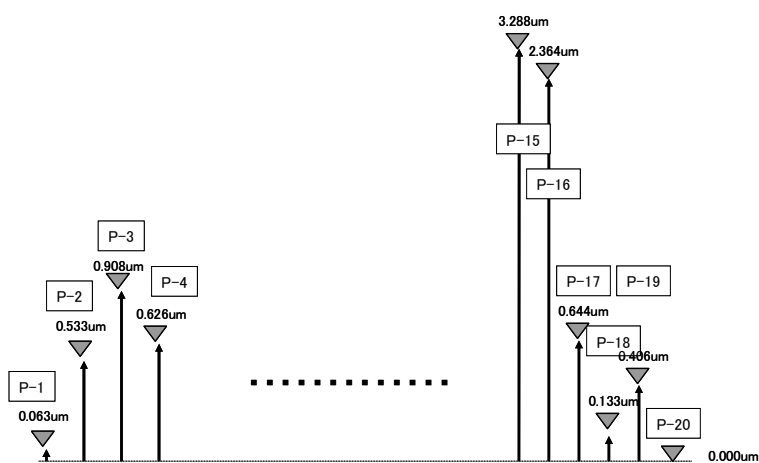 3.288um
2.364um
P-15
P-16
P-3
0.908um
P-4
P-17
P-19
P-2
0.533um
0.626um
0.644um
P-18
0.406um
P-1
0.063um
0.133um
P-20
0.000um